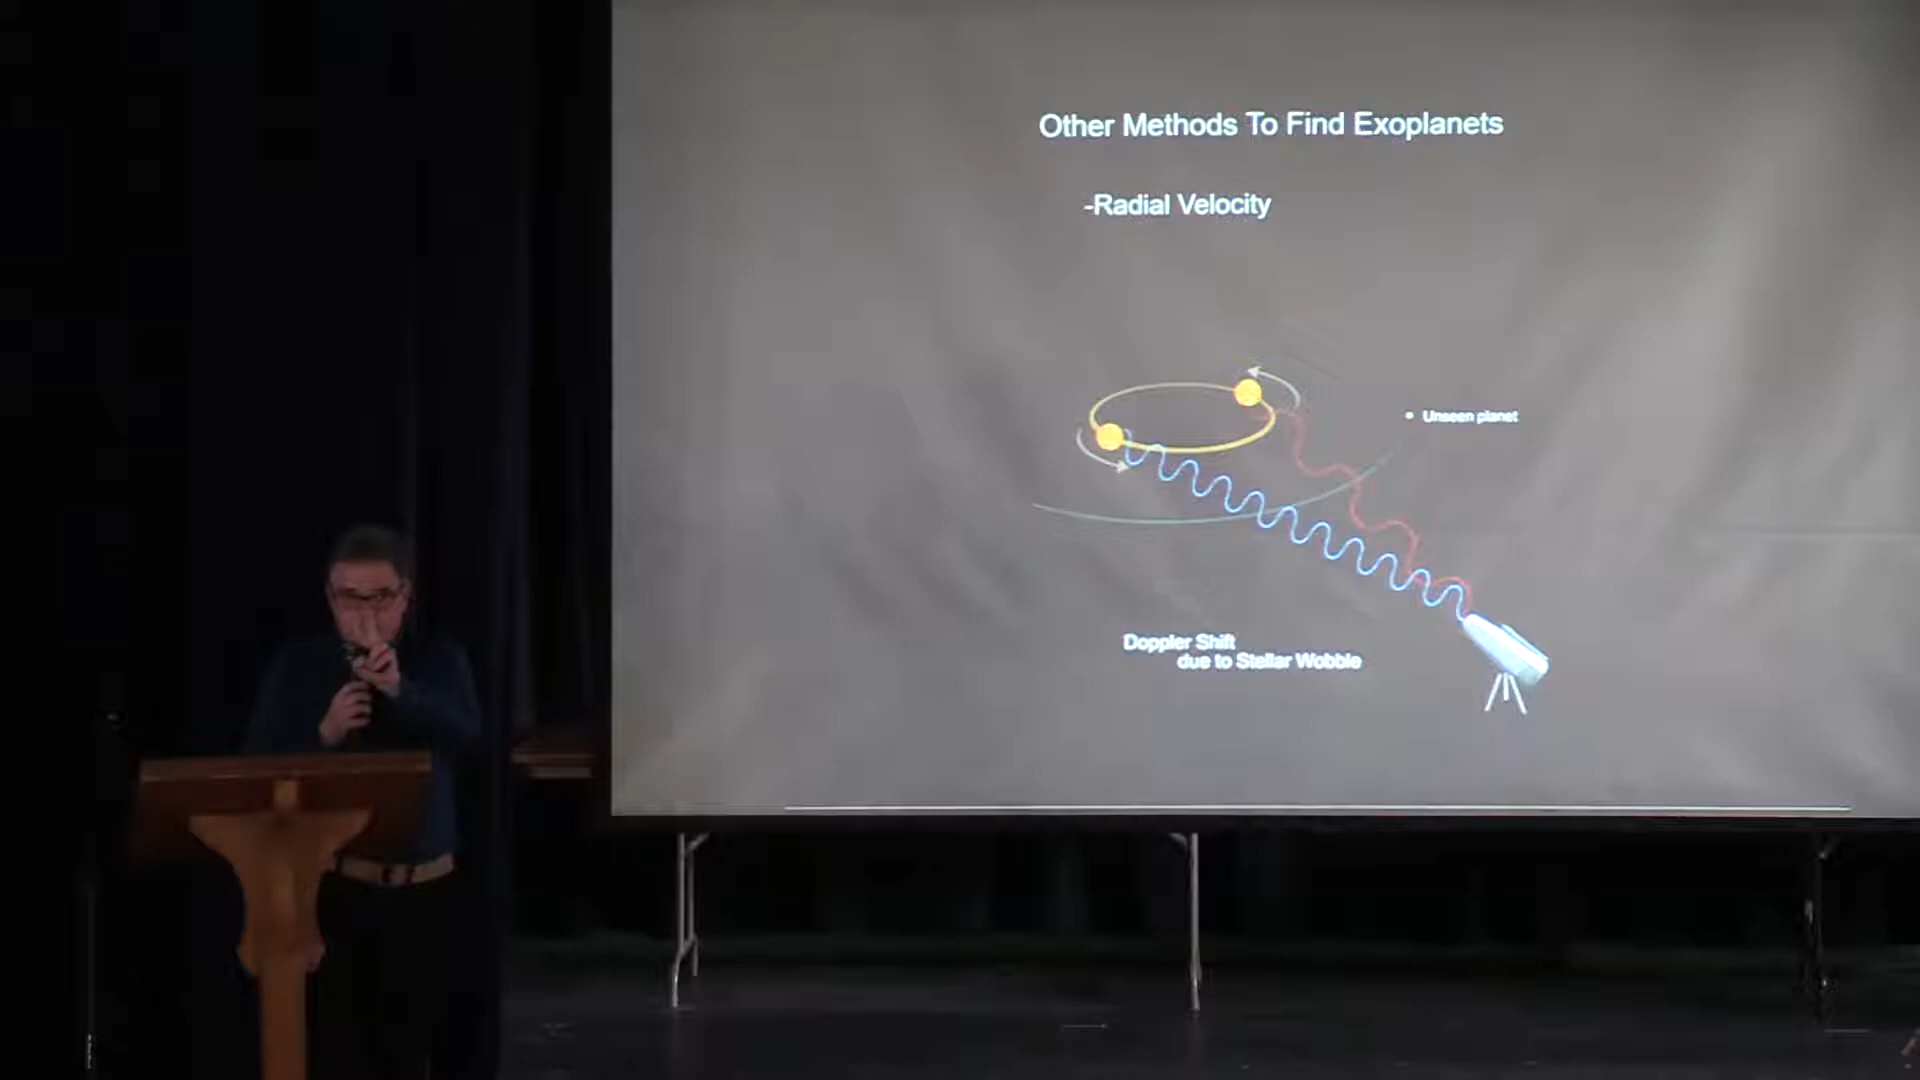 Other Methods To Find Exoplanets
-Radial Velocity
Unseen planet
Doppler Shift
due to Stellar Wobble